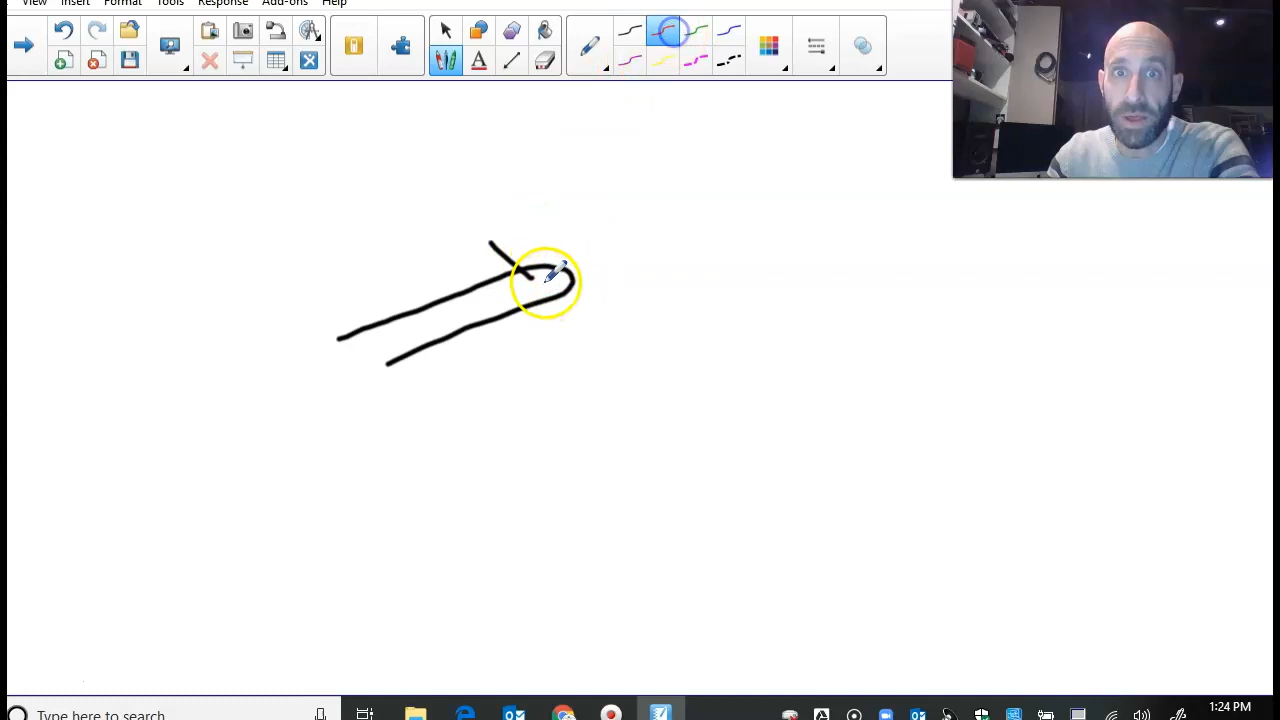 View Insert Format Tools Response Add-ons Help
Type here to search
1:24 PM